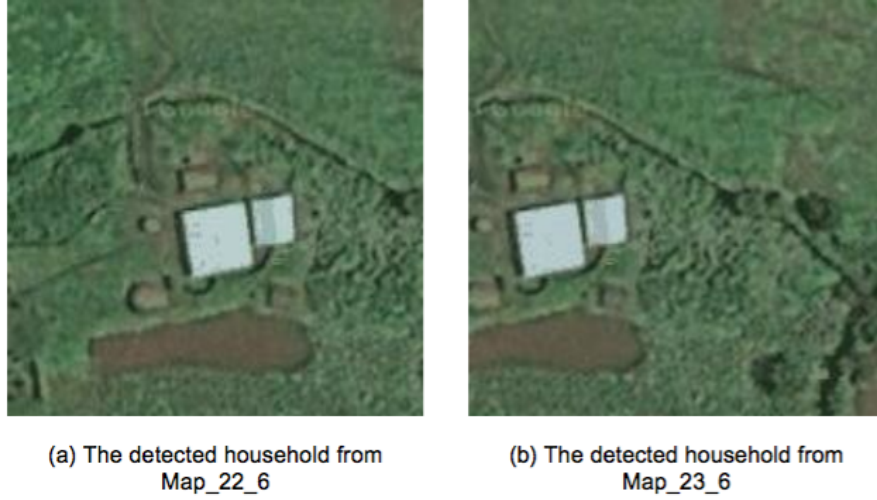 (a) The detected household from
Map_22_6
(b) The detected household from
Map_23_6